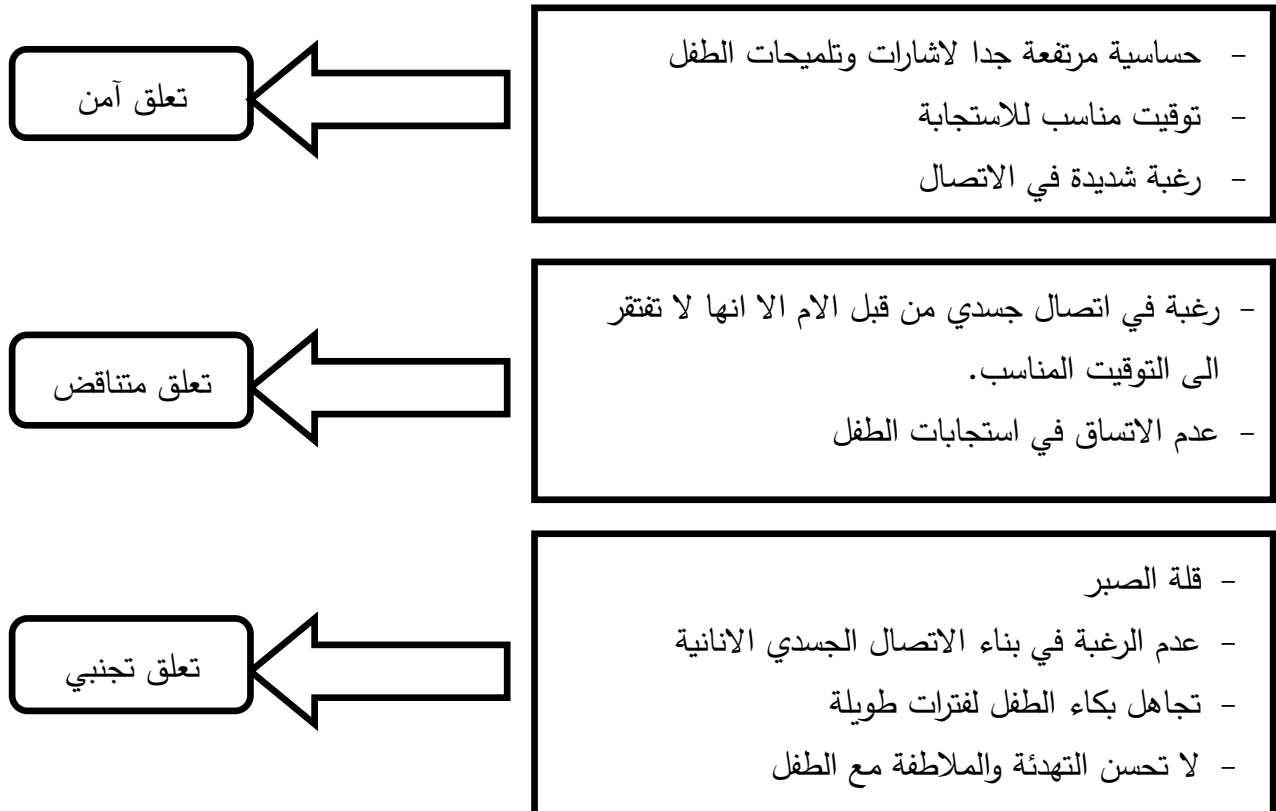 - حساسية مرتفعة جدا لاشارات وتلميحات الطفل
- توقيت مناسب للاستجابة
- رغبة شديدة في الاتصال
تعلق آمن
- رغبة في اتصال جسدي من قبل الام الا انها لا تفتقر
الى التوقيت المناسب.
- عدم الاتساق في استجابات الطفل
تعلق متناقض
- قلة الصبر
- عدم الرغبة في بناء الاتصال الجسدي الانانية
- تجاهل بكاء الطفل لفترات طويلة
- لا تحسن التهدئة والملاطفة مع الطفل
تعلق تجنبي